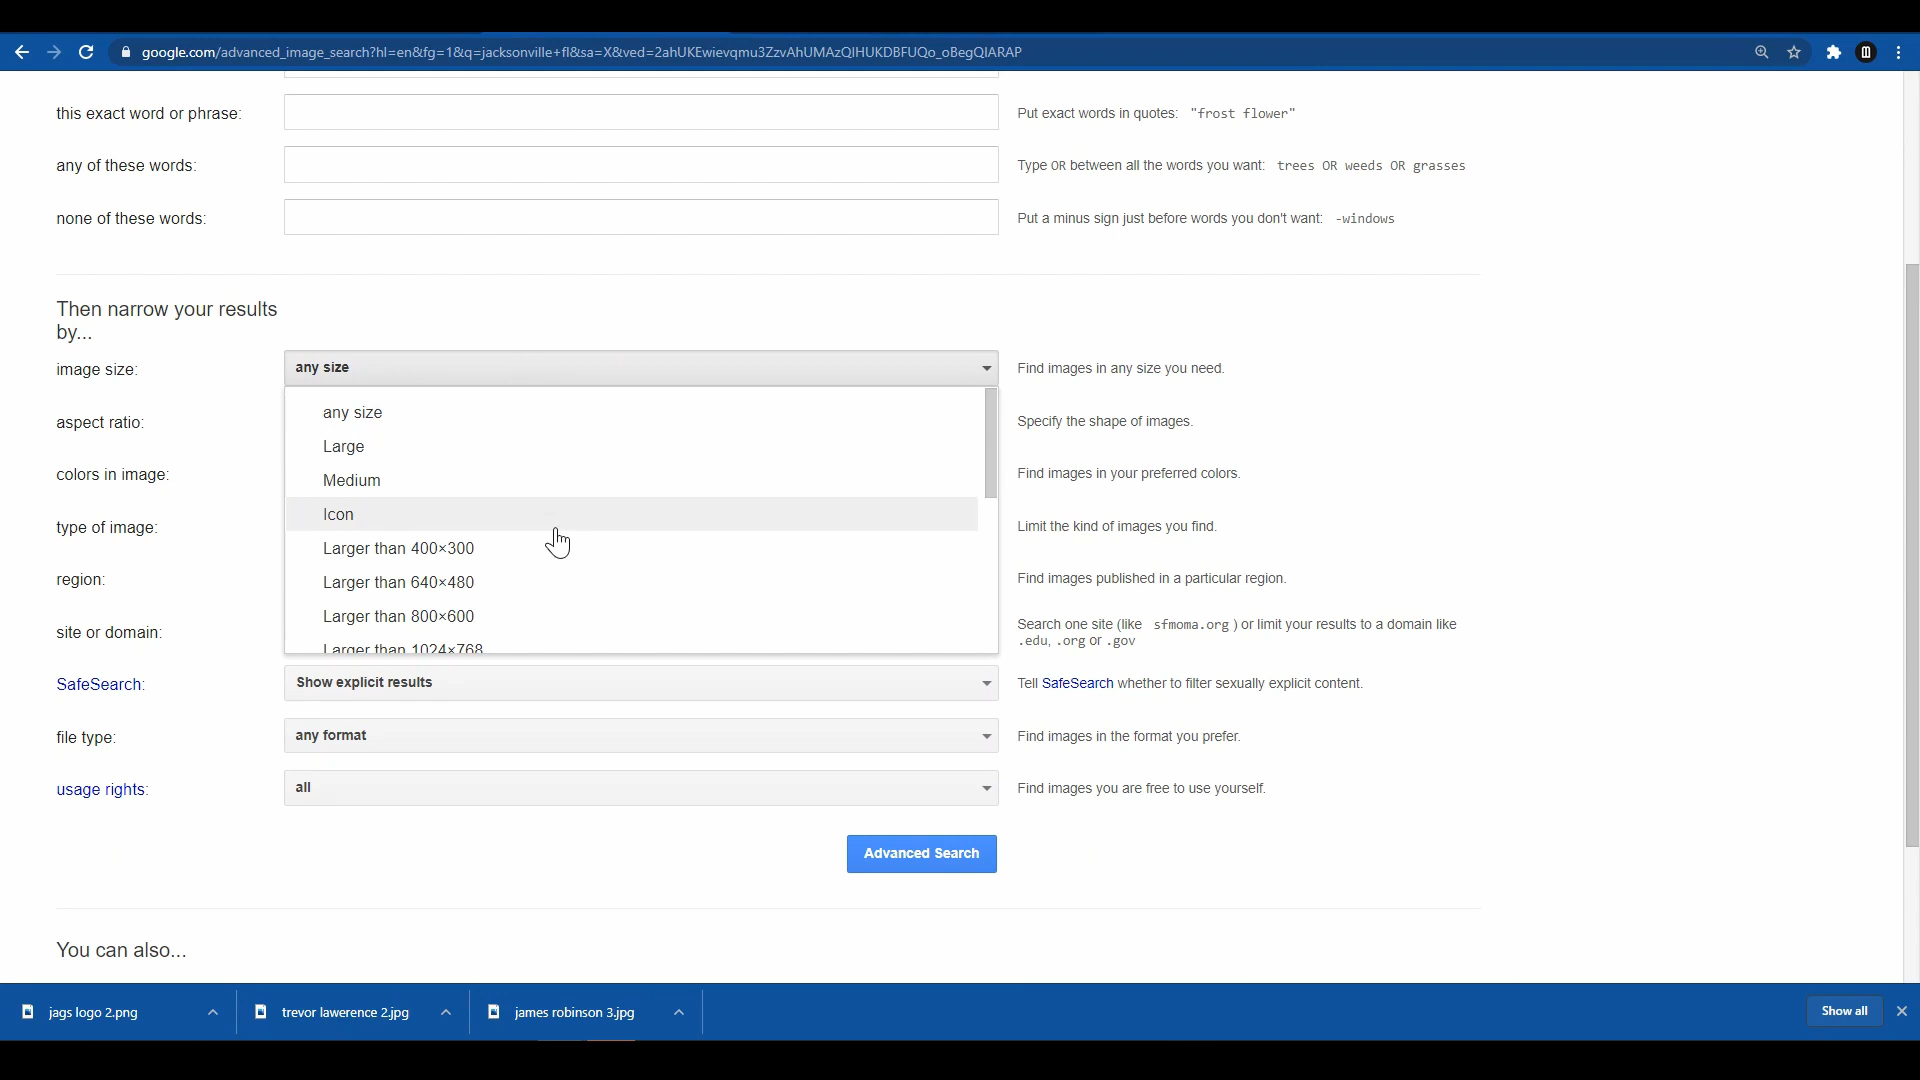 google.com/advanced_image_search?hl=en&fg=1&q=jacksonville+fl&sa=X&ved=2ahUKEwievqmu3ZzvAhUMAzQIHUKDBFUQo_oBegQIARAP
this exact word or phrase:
Put exact words in quotes: "frost flower"
any of these words:
Type OR between all the words you want: trees OR weeds OR grasses
none of these words:
Put a minus sign just before words you don't want: -windows
Then narrow your results
by...
image size:
any size
Find images in any size you need.
any size
aspect ratio:
Specify the shape of images.
Large
colors in image:
Medium
Find images in your preferred colors.
Icon
type of image:
Limit the kind of images you find.
Larger than 400×300
region:
Larger than 640×480
Find images published in a particular region.
Larger than 800×600
site or domain:
Search one site (like sfmoma.org ) or limit your results to a domain like
.edu, .org or .gov
Larger than 1024×768
SafeSearch:
Show explicit results
Tell SafeSearch whether to filter sexually explicit content.
file type:
any format
Find images in the format you prefer.
usage rights:
all
Find images you are free to use yourself.
Advanced Search
You can also...
jags logo 2.png
trevor lawerence 2.jpg
james robinson 3.jpg
Show all